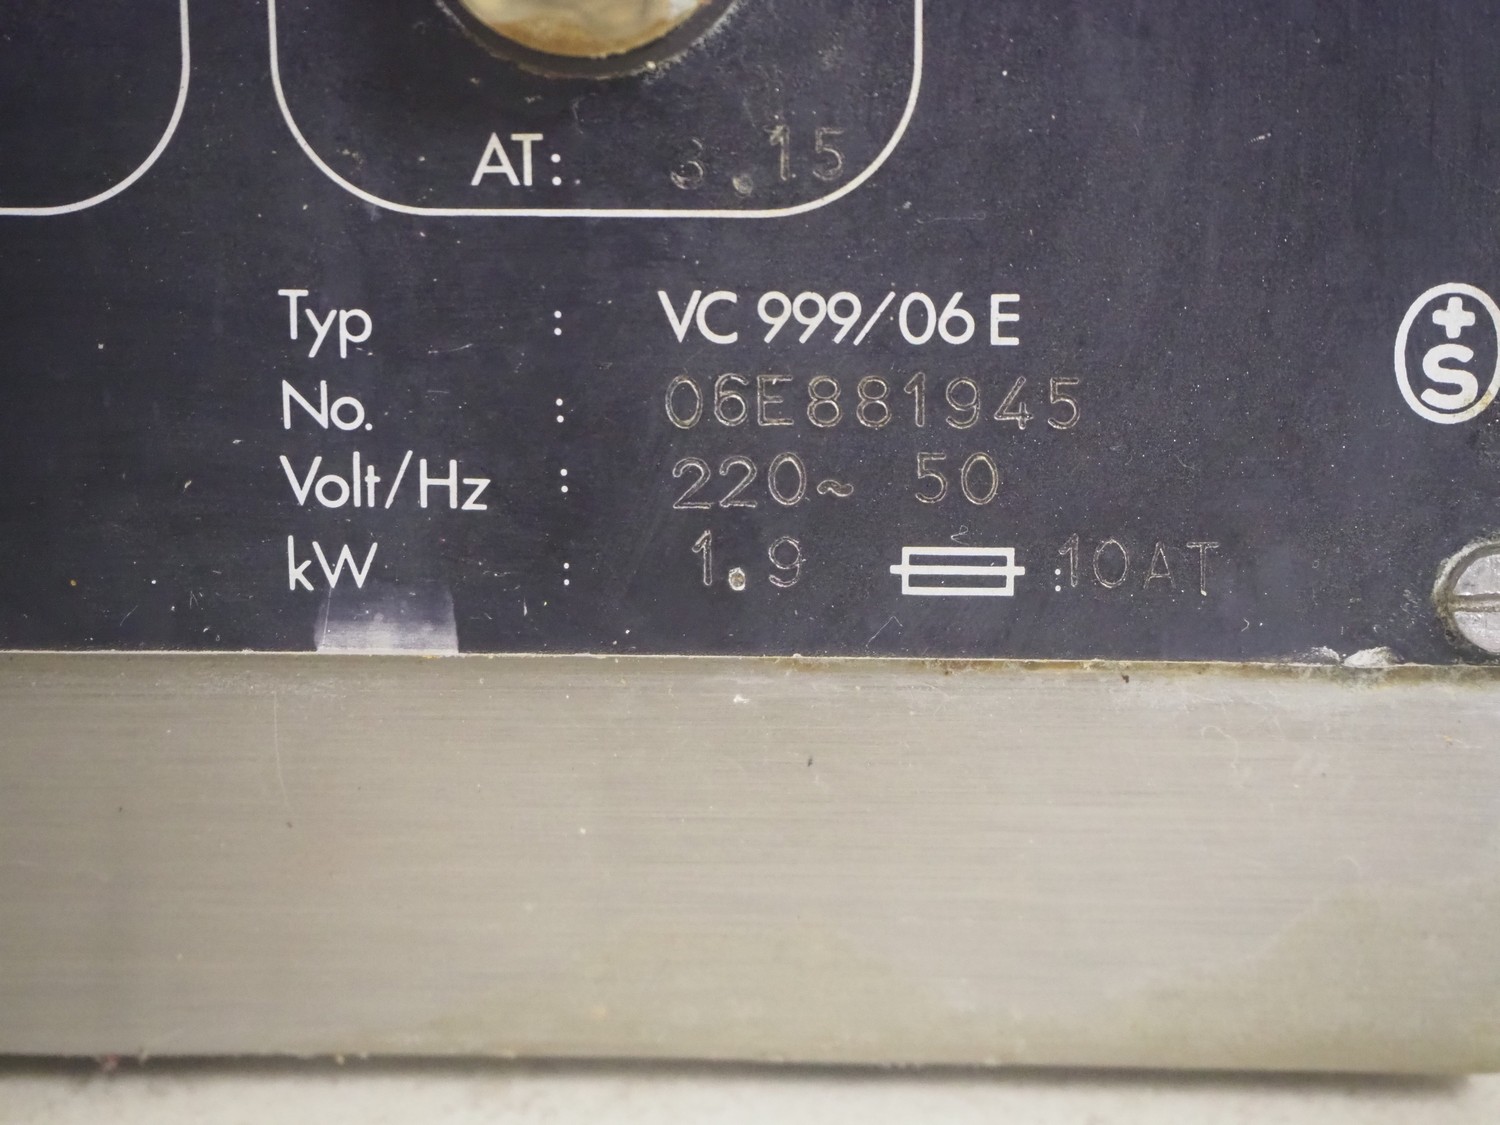 AT: 3.15
Typ : VC 999/06 E
No. : 06E881945
Volt/Hz : 220~ 50
kW : 1.9 : 10AT
+S